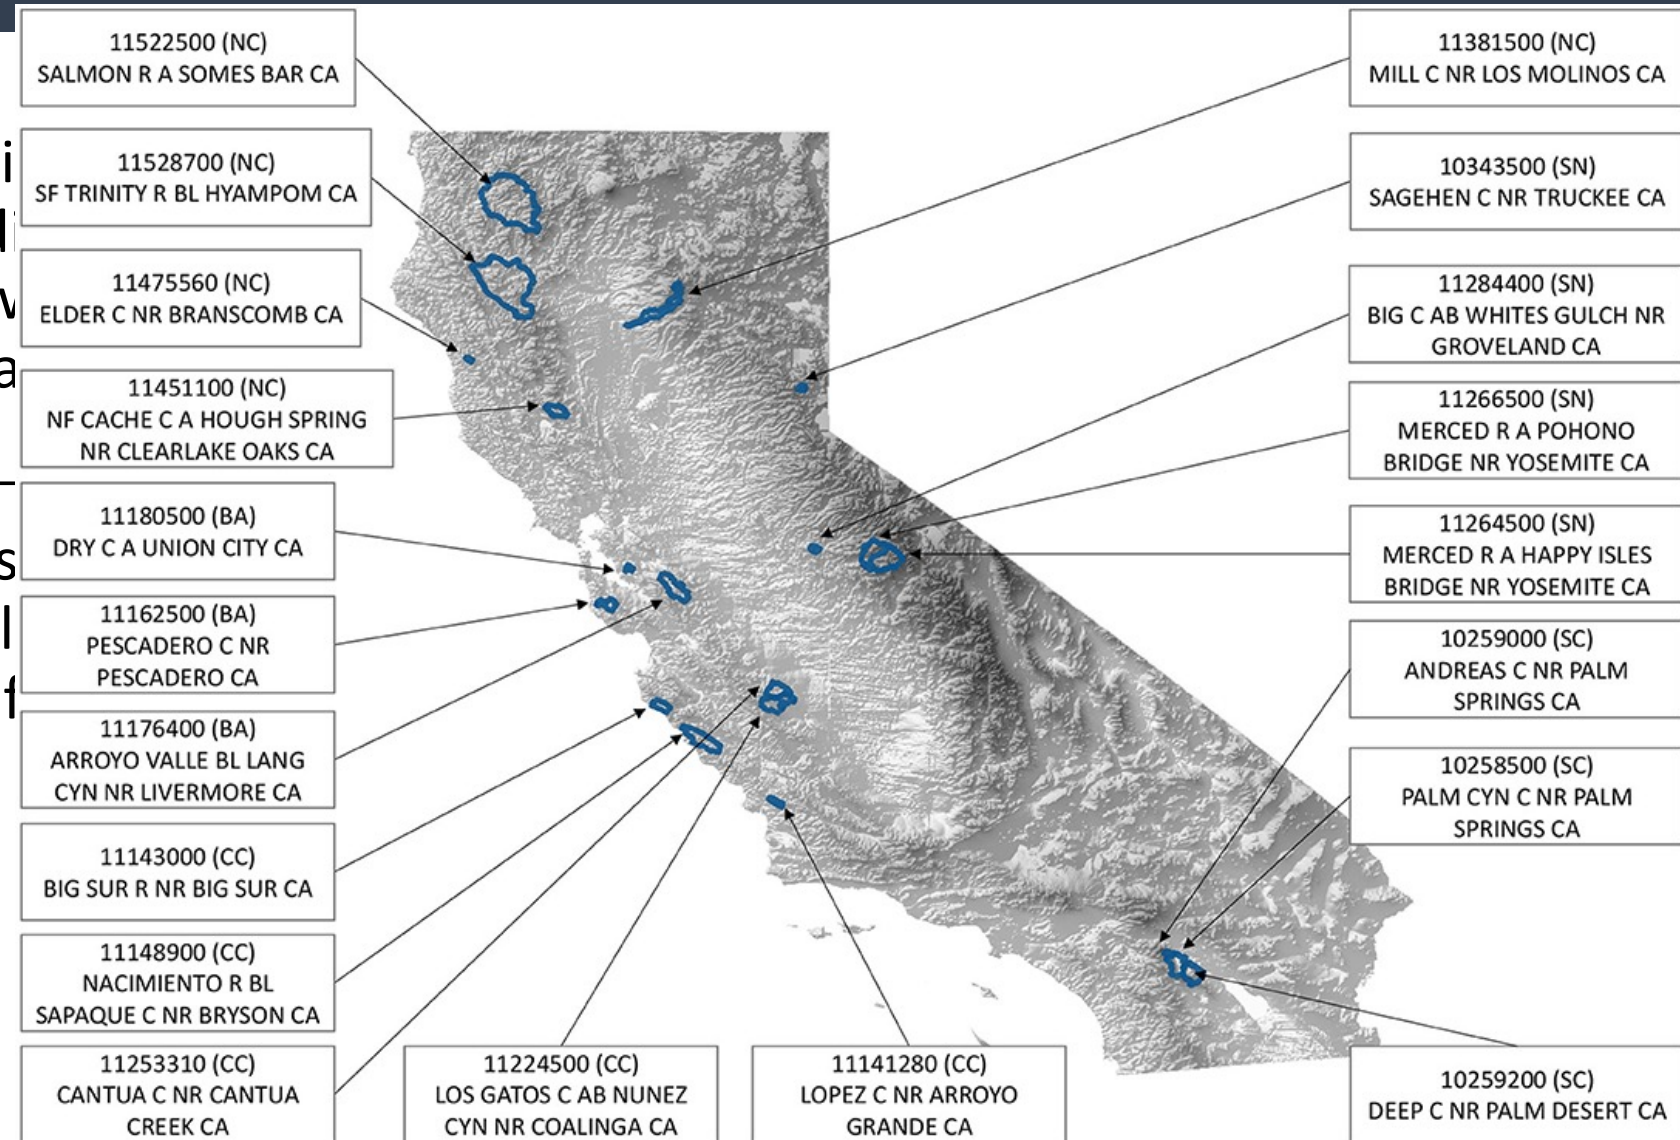 11522500 (NC)
SALMON R A SOMES BAR CA
11528700 (NC)
SF TRINITY R BL HYAMPOM CA
11475560 (NC)
ELDER C NR BRANSCOMB CA
11451100 (NC)
NF CACHE C A HOUGH SPRING
NR CLEARLAKE OAKS CA
11180500 (BA)
DRY C A UNION CITY CA
11162500 (BA)
PESCADERO C NR
PESCADERO CA
11176400 (BA)
ARROYO VALLE BL LANG
CYN NR LIVERMORE CA
11143000 (CC)
BIG SUR R NR BIG SUR CA
11148900 (CC)
NACIMIENTO R BL
SAPAQUE C NR BRYSON CA
11253310 (CC)
CANTUA C NR CANTUA
CREEK CA
11224500 (CC)
LOS GATOS C AB NUNEZ
CYN NR COALINGA CA
11141280 (CC)
LOPEZ C NR ARROYO
GRANDE CA
11381500 (NC)
MILL C NR LOS MOLINOS CA
10343500 (SN)
SAGEHEN C NR TRUCKEE CA
11284400 (SN)
BIG C AB WHITES GULCH NR
GROVELAND CA
11266500 (SN)
MERCED R A POHONO
BRIDGE NR YOSEMITE CA
11264500 (SN)
MERCED R A HAPPY ISLES
BRIDGE NR YOSEMITE CA
10259000 (SC)
ANDREAS C NR PALM
SPRINGS CA
10258500 (SC)
PALM CYN C NR PALM
SPRINGS CA
10259200 (SC)
DEEP C NR PALM DESERT CA